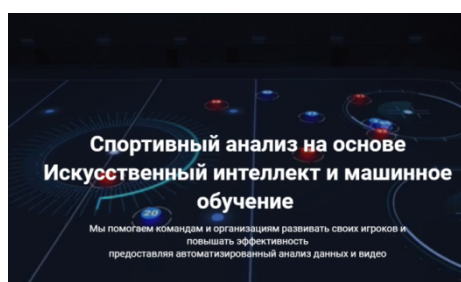 Спортивный анализ на основе
Искусственный интеллект и машинное
обучение
Мы помогаем командам и организациям развивать своих игроков и
повышать эффективность
предоставляя автоматизированный анализ данных и видео
20